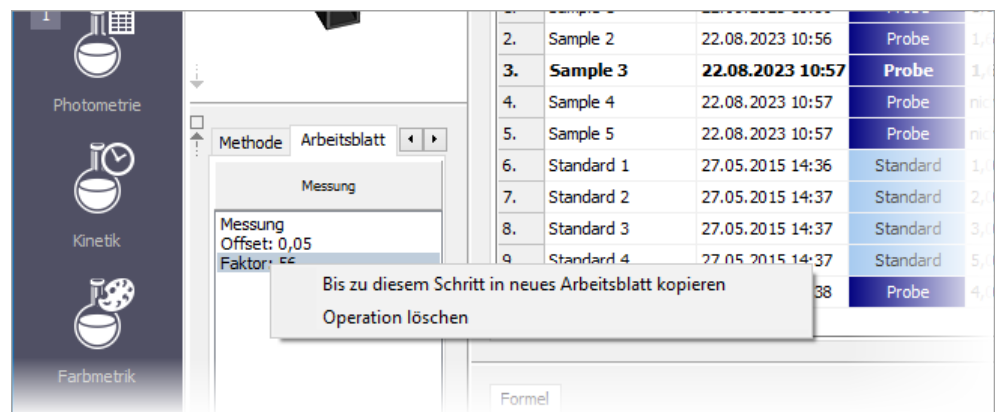 1
Photometrie
Kinetik
Farbmetrik
Methode Arbeitsblatt
Messung
Messung
Offset: 0,05
Faktor: 56
Bis zu diesem Schritt in neues Arbeitsblatt kopieren
Operation löschen
2. Sample 2 22.08.2023 10:56 Probe
3. Sample 3 22.08.2023 10:57 Probe
4. Sample 4 22.08.2023 10:57 Probe
5. Sample 5 22.08.2023 10:57 Probe
6. Standard 1 27.05.2015 14:36 Standard
7. Standard 2 27.05.2015 14:37 Standard
8. Standard 3 27.05.2015 14:37 Standard
9. Standard 4 27.05.2015 14:37 Standard
38 Probe
Formel